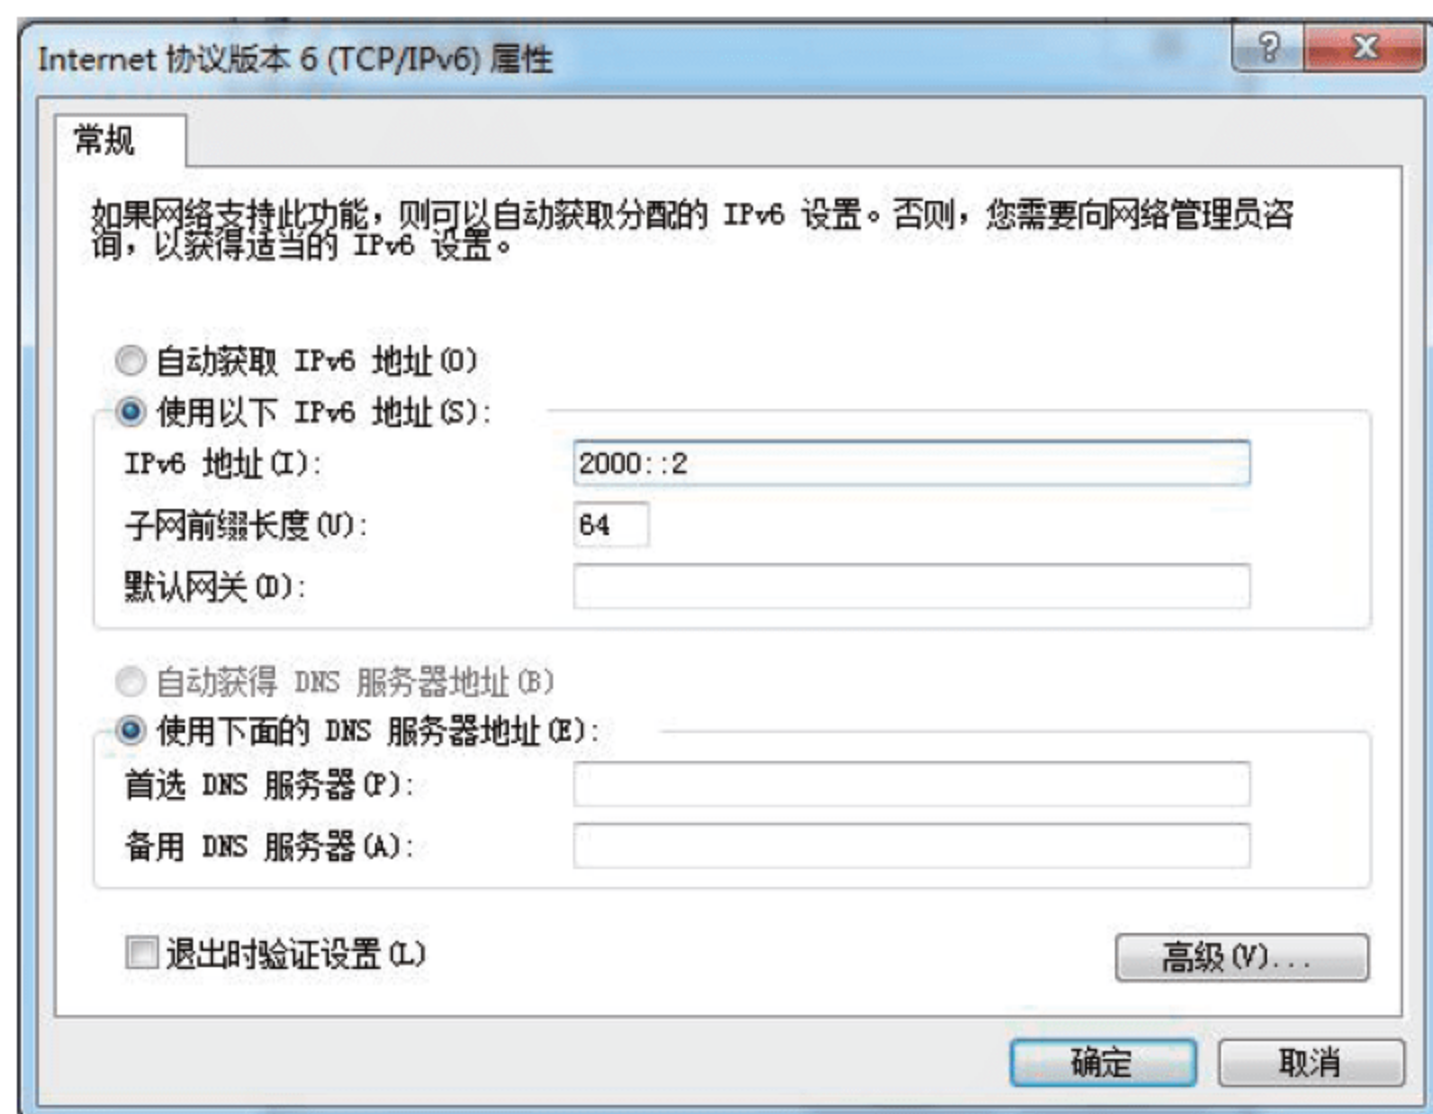 Internet 协议版本 6 (TCP/IPv6) 属性
常规
如果网络支持此功能，则可以自动获取分配的 IPv6 设置。否则，您需要向网络管理员咨
询，以获得适当的 IPv6 设置。
自动获取 IPv6 地址(O)
使用以下 IPv6 地址(S):
IPv6 地址(I):
2000::2
子网前缀长度(U):
64
默认网关(D):
自动获得 DNS 服务器地址(B)
使用下面的 DNS 服务器地址(E):
首选 DNS 服务器(P):
备用 DNS 服务器(A):
退出时验证设置(L)
高级(V)...
确定
取消